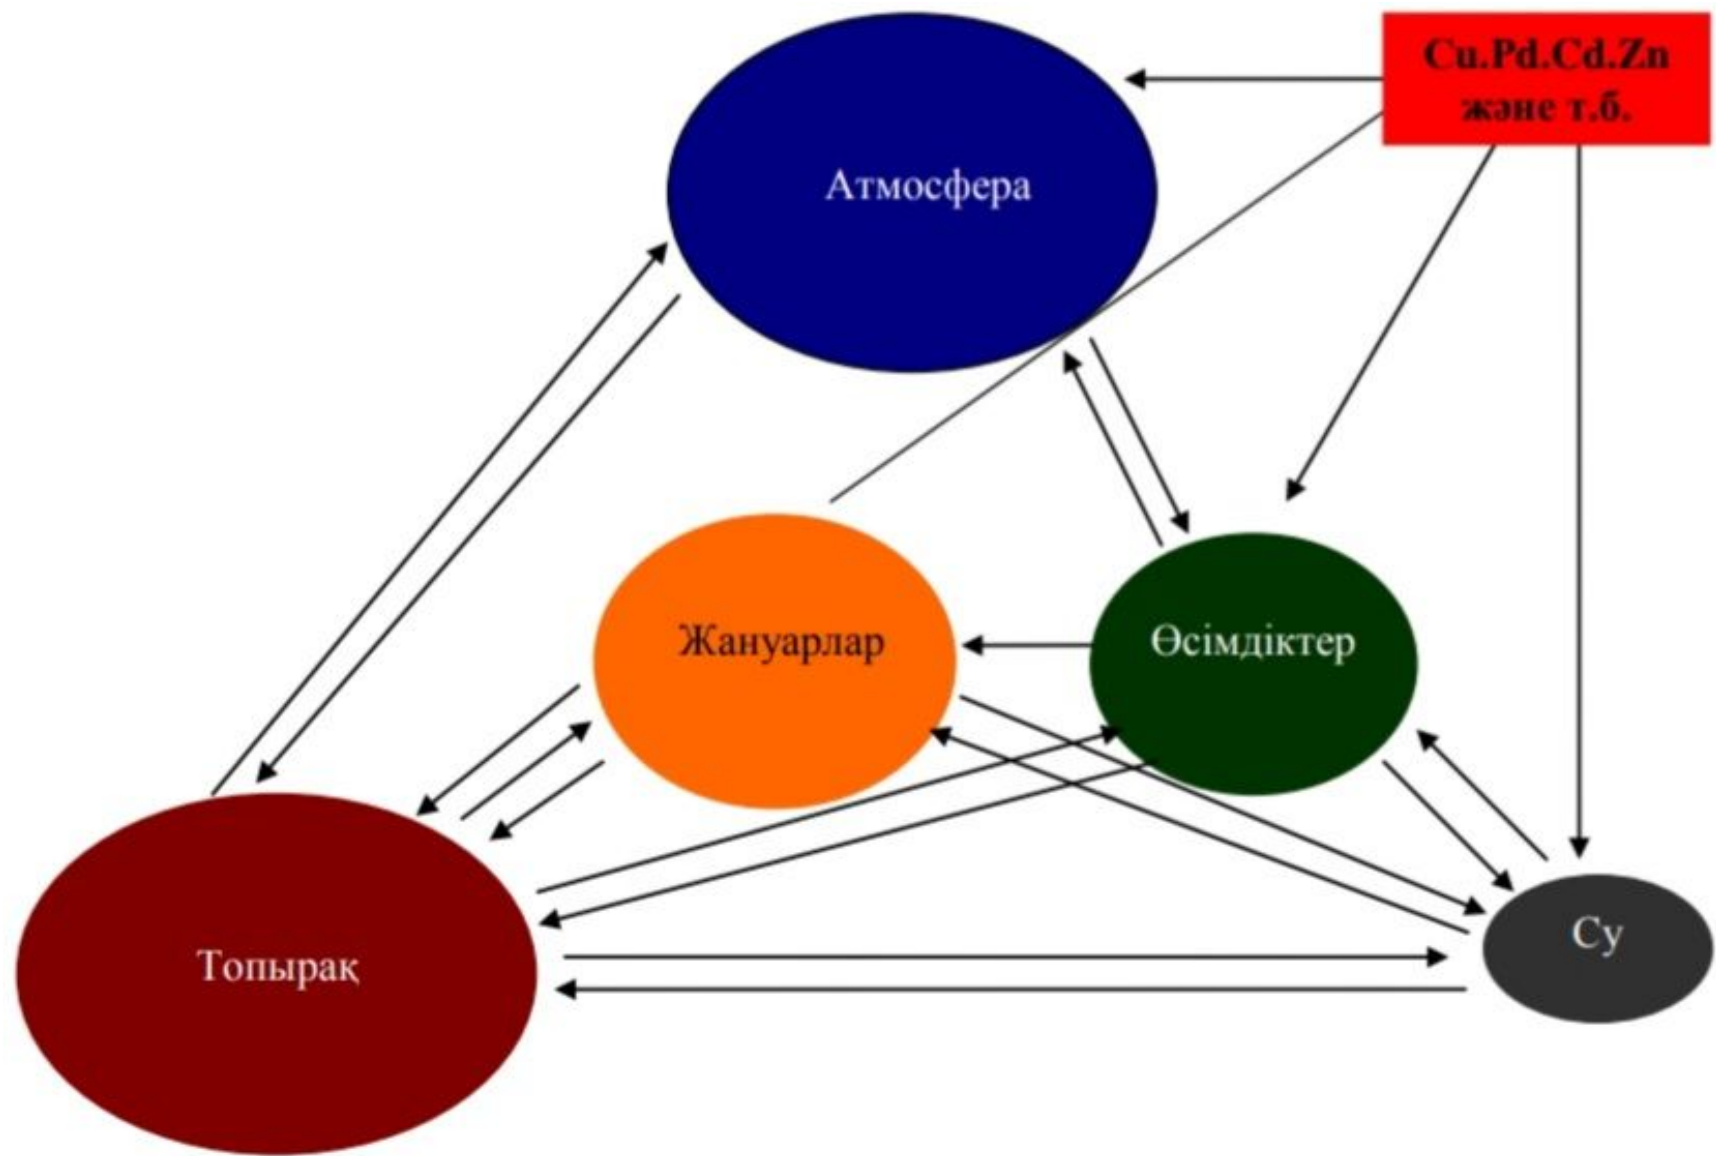 Cu.Pd.Cd.Zn
және т.б.
Атмосфера
Жануарлар
Өсімдіктер
Топырақ
Су